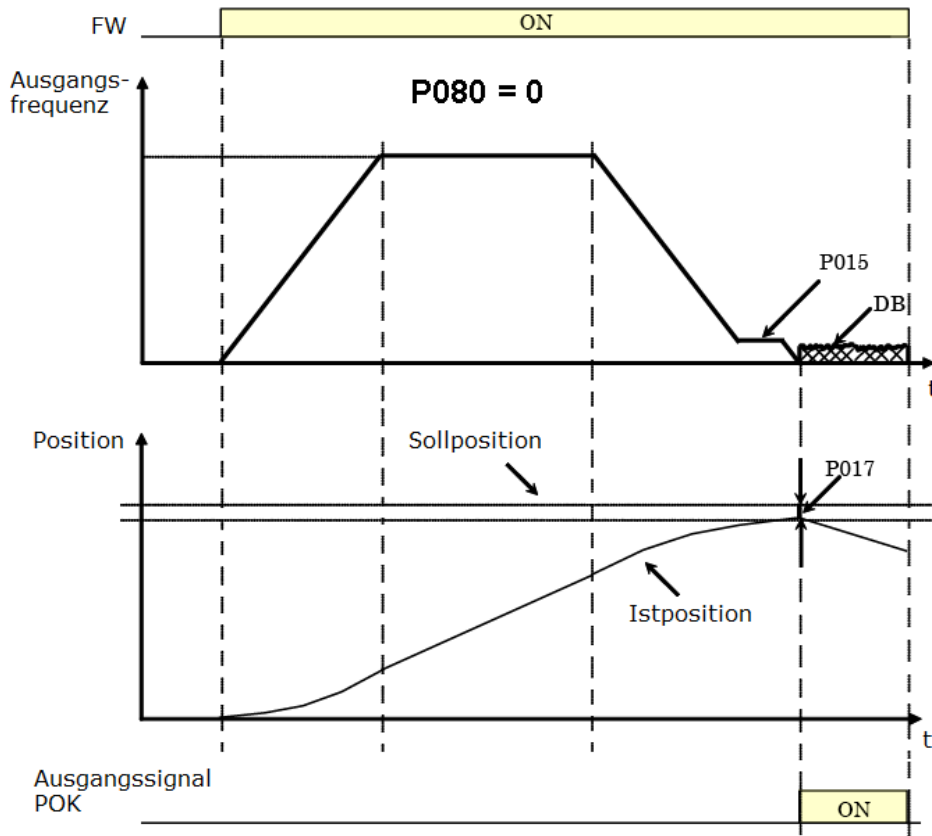 FW
ON
Ausgangs-
frequenz
P080 = 0
P015
DB
t
Position
Sollposition
P017
Istposition
t
Ausgangssignal
POK
ON